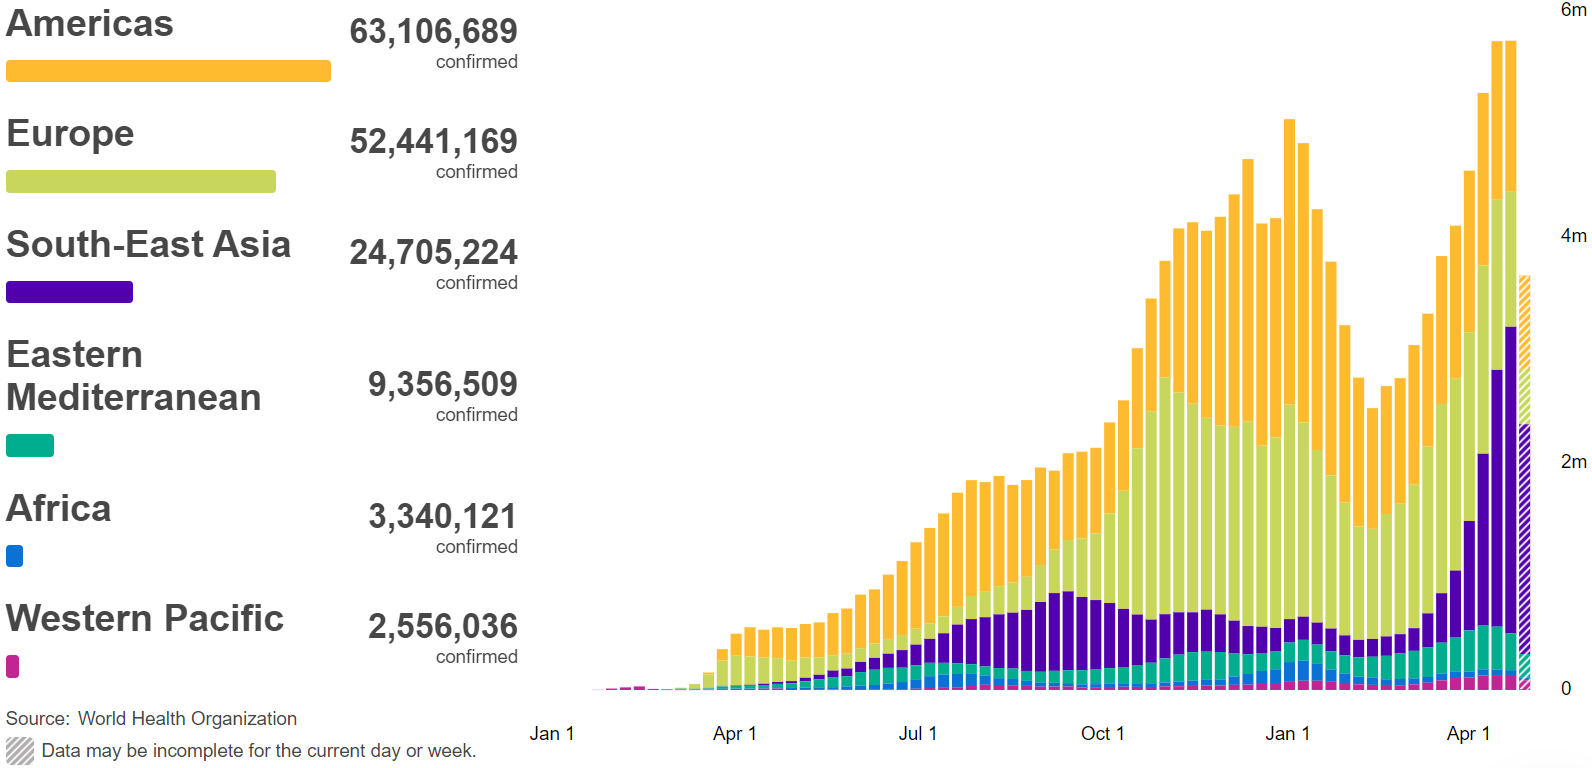 Americas
63,106,689
confirmed
Europe
52,441,169
confirmed
South-East Asia
24,705,224
confirmed
Eastern
Mediterranean
9,356,509
confirmed
Africa
3,340,121
confirmed
Western Pacific
2,556,036
confirmed
Source: World Health Organization
Data may be incomplete for the current day or week.
6m
4m
2m
0
Jan 1
Apr 1
Jul 1
Oct 1
Jan 1
Apr 1